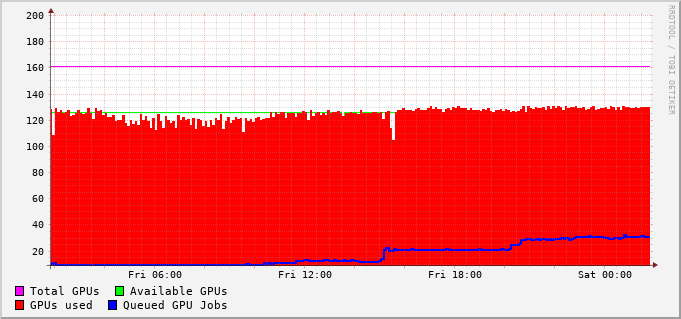 200
180
160
140
120
100
80
60
40
20
Fri 06:00 Fri 12:00 Fri 18:00 Sat 00:00
Total GPUs Available GPUs
GPUs used Queued GPU Jobs
RRDTOOL / TOBI OETIKER